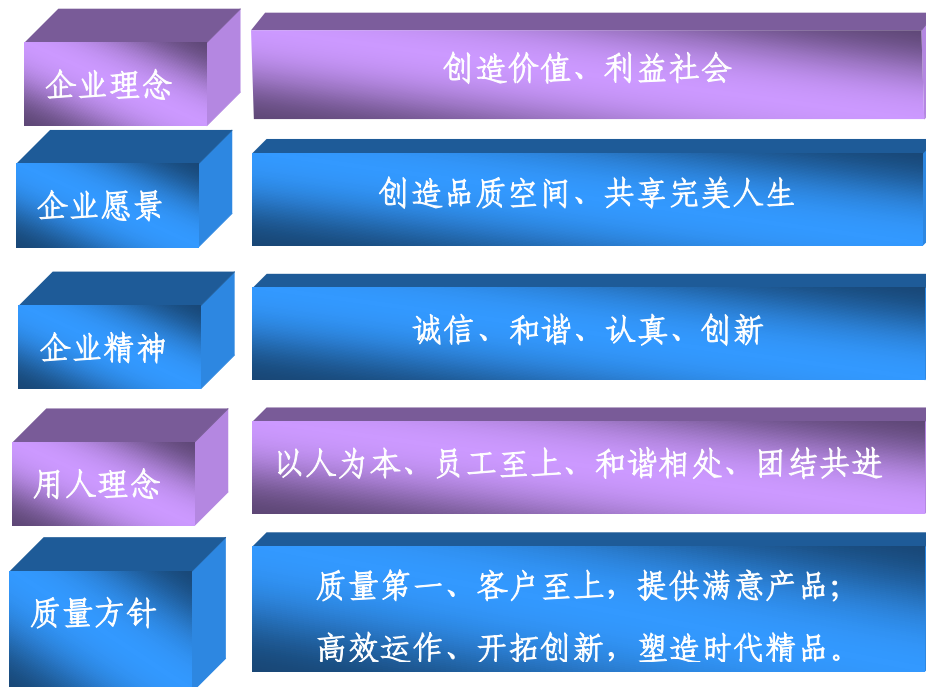 企业理念
创造价值、利益社会
企业愿景
创造品质空间、共享完美人生
企业精神
诚信、和谐、认真、创新
用人理念
以人为本、员工至上、和谐相处、团结共进
质量方针
质量第一、客户至上，提供满意产品；
高效运作、开拓创新，塑造时代精品。